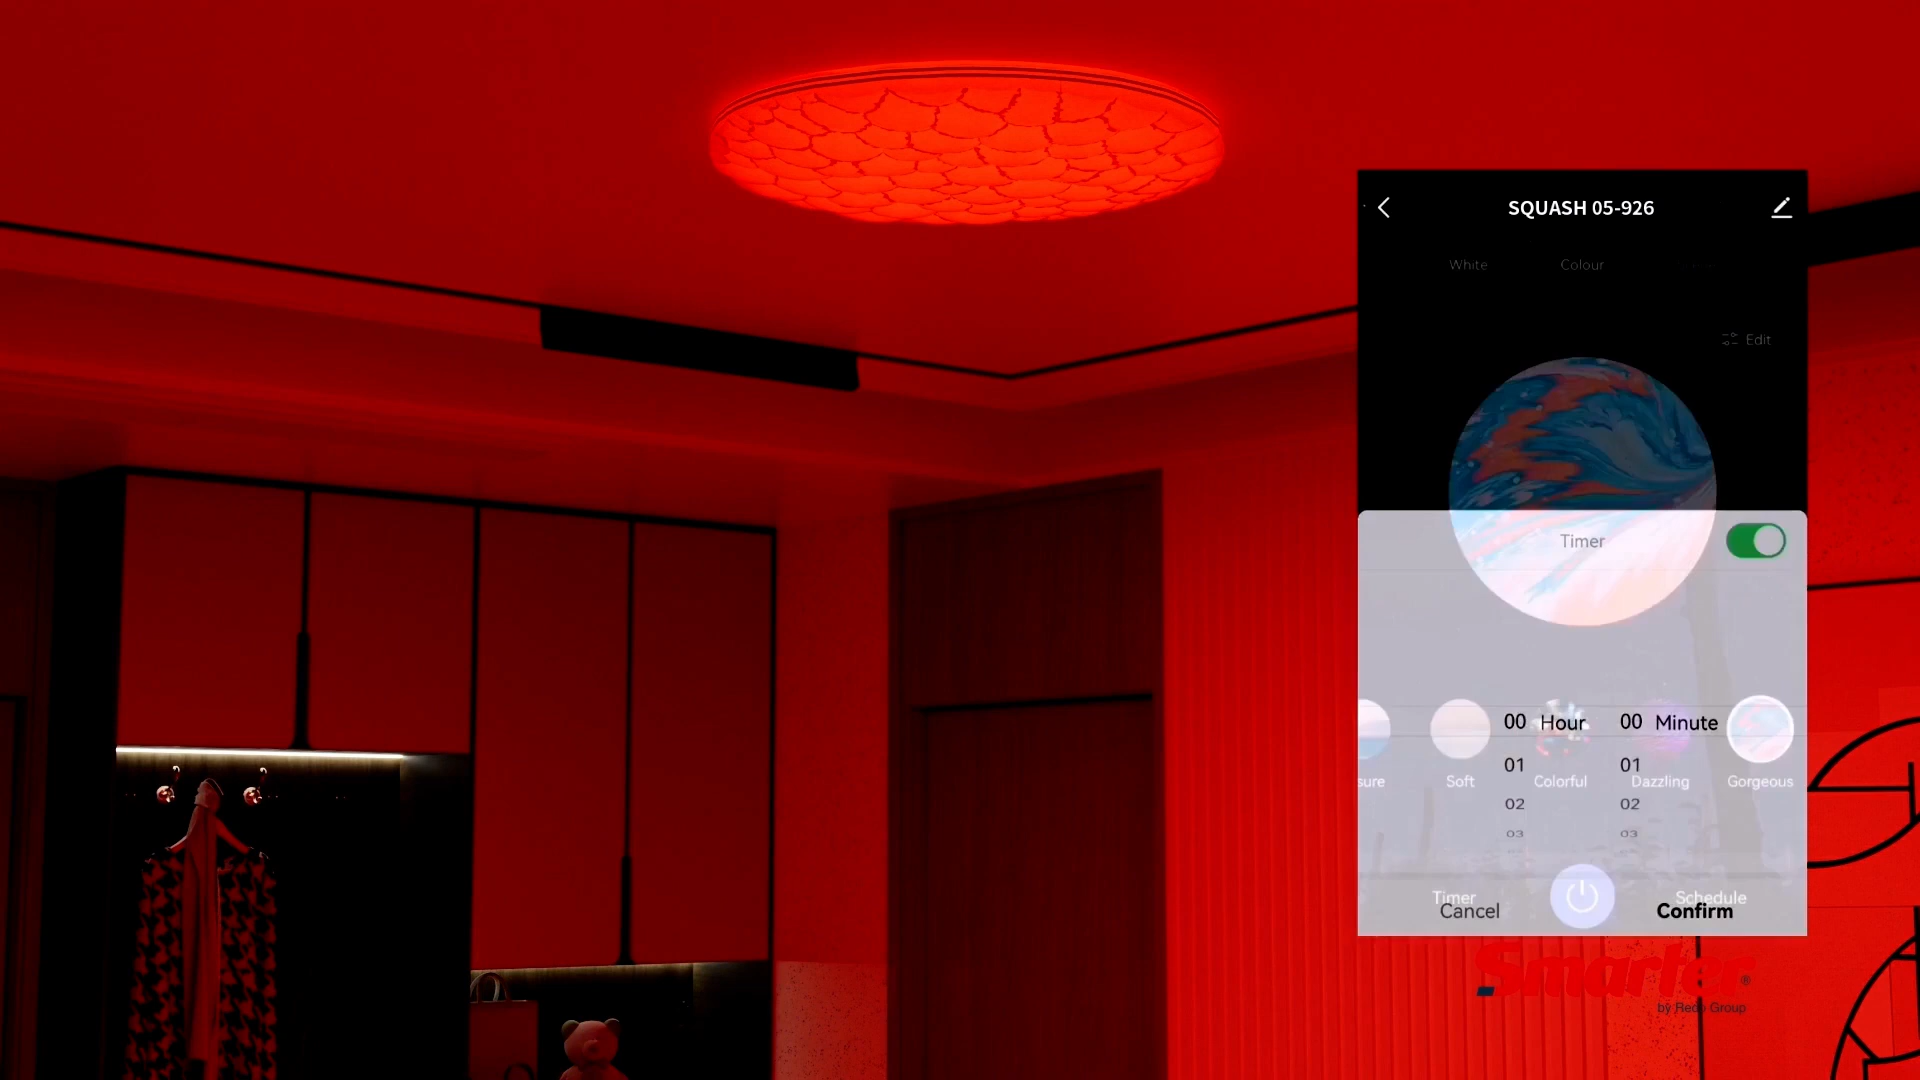 SQUASH 05-926
White Colour
Edit
Timer
00 Hour 00 Minute
01 01
sure Soft Colorful Dazzling Gorgeous
02 02
03 03
Timer Schedule
Cancel Confirm
Smarter®
by Redo Group